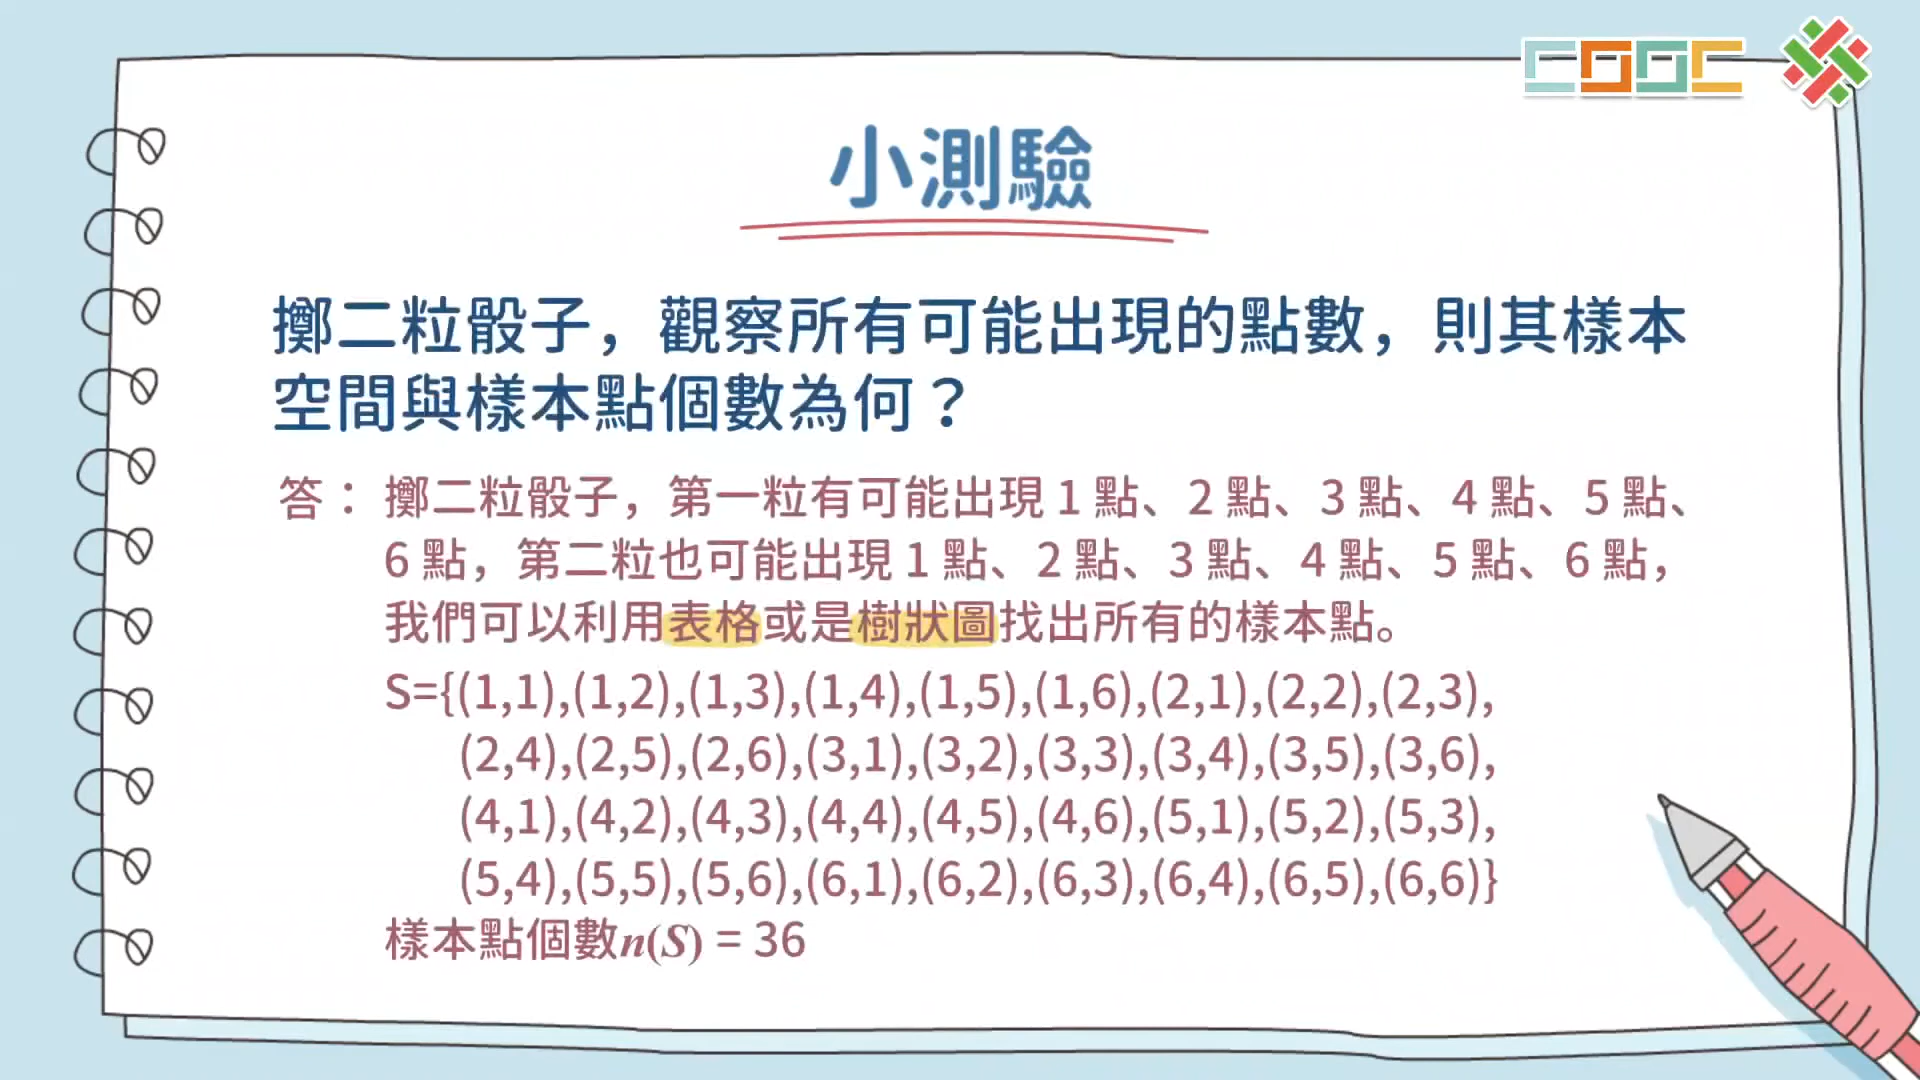 小測驗
擲二粒骰子，觀察所有可能出現的點數，則其樣本
空間與樣本點個數為何？
答：擲二粒骰子，第一粒有可能出現 1 點、2 點、3 點、4 點、5 點、
6 點，第二粒也可能出現 1 點、2 點、3 點、4 點、5 點、6 點，
我們可以利用表格或是樹狀圖找出所有的樣本點。
S={(1,1),(1,2),(1,3),(1,4),(1,5),(1,6),(2,1),(2,2),(2,3),
(2,4),(2,5),(2,6),(3,1),(3,2),(3,3),(3,4),(3,5),(3,6),
(4,1),(4,2),(4,3),(4,4),(4,5),(4,6),(5,1),(5,2),(5,3),
(5,4),(5,5),(5,6),(6,1),(6,2),(6,3),(6,4),(6,5),(6,6)}
樣本點個數n(S) = 36